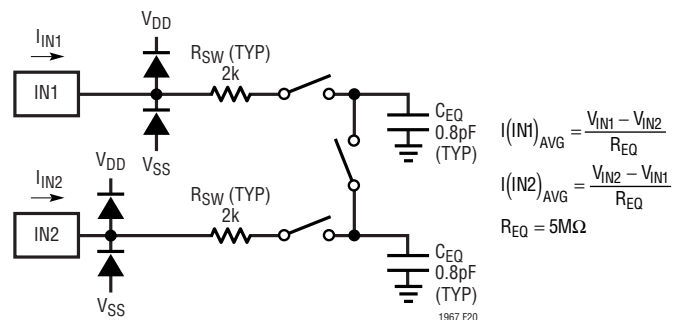 V_DD
I_IN1
IN1
R_SW (TYP)
2k
V_SS
C_EQ
0.8pF
(TYP)
I(IN1)_AVG = (V_IN1 – V_IN2) / R_EQ
I(IN2)_AVG = (V_IN2 – V_IN1) / R_EQ
R_EQ = 5MΩ
V_DD
I_IN2
IN2
R_SW (TYP)
2k
V_SS
C_EQ
0.8pF
(TYP)
1967 F20